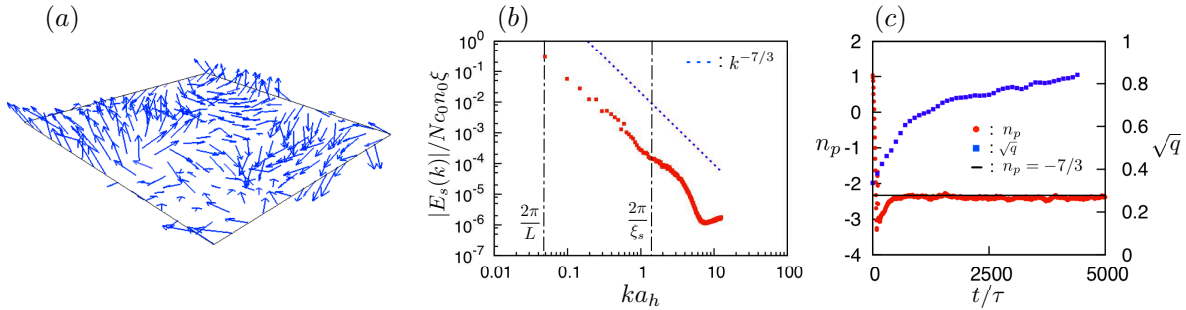 (a)
(b)
|E_s(k)|/Nc_0n_0ξ
10^0
10^-1
10^-2
10^-3
10^-4
10^-5
10^-6
10^-7
: k^{-7/3}
2π/L
2π/ξ_s
0.01 0.1 1 10 100
ka_h
(c)
n_p
2
1
0
-1
-2
-3
-4
: n_p
: √q
: n_p = -7/3
1
0.8
0.6
0.4
0.2
0
√q
0 2500 5000
t/τ